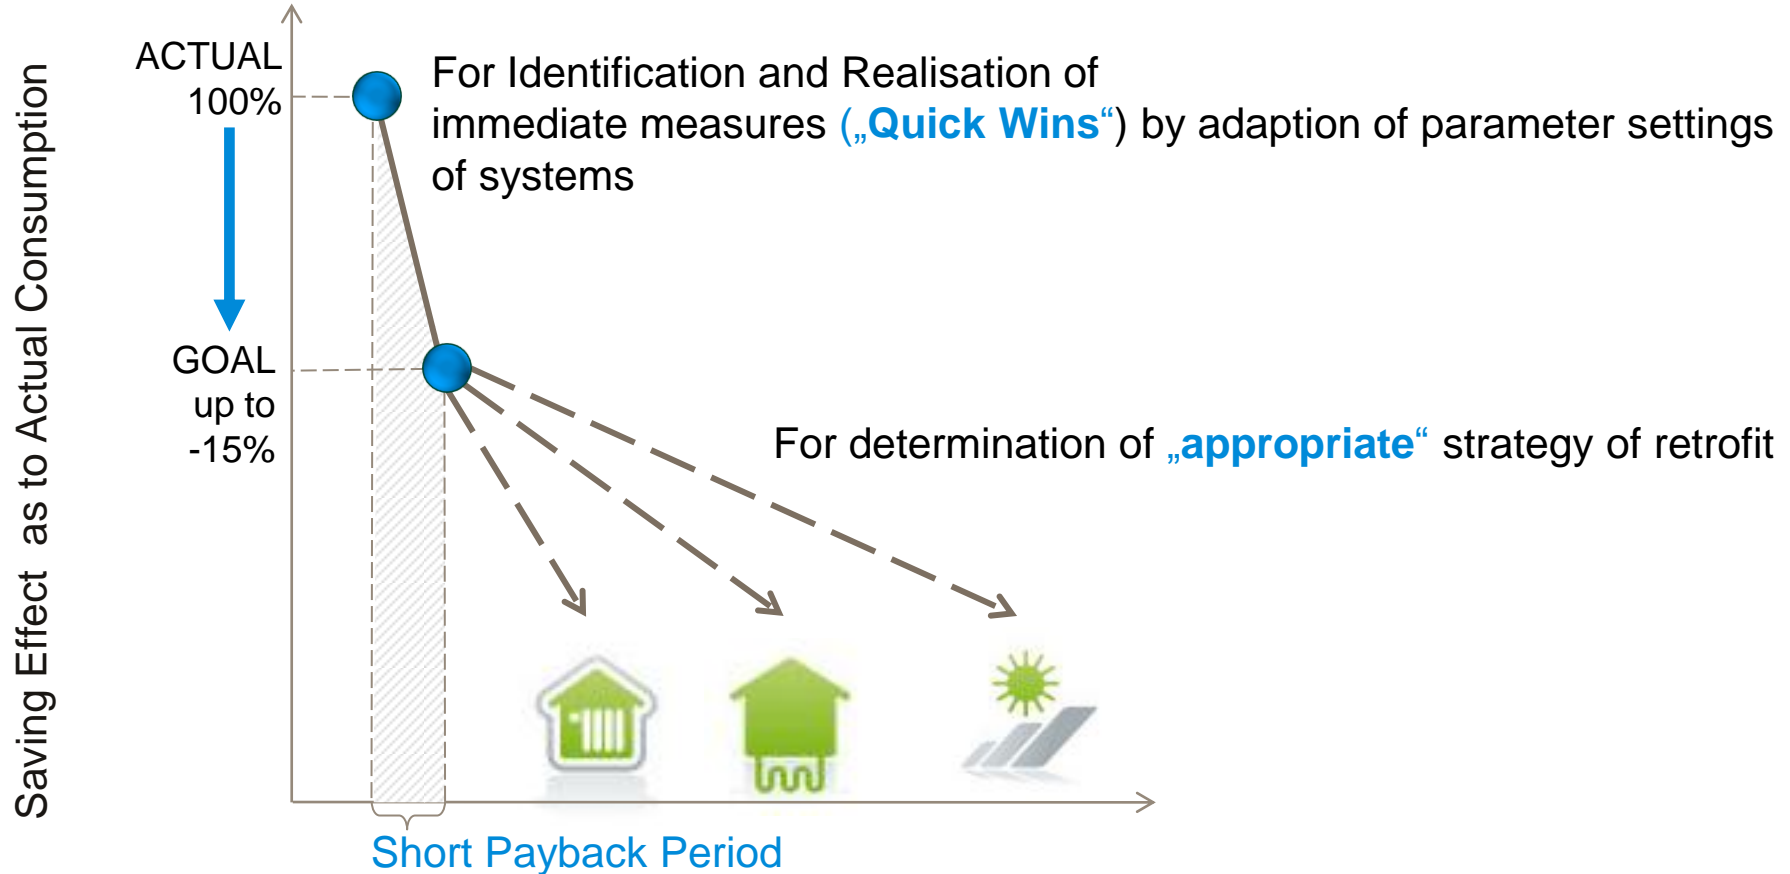 Saving Effect as to Actual Consumption
ACTUAL
100%
For Identification and Realisation of
immediate measures („Quick Wins“) by adaption of parameter settings
of systems
GOAL
up to
-15%
For determination of „appropriate“ strategy of retrofit
Short Payback Period